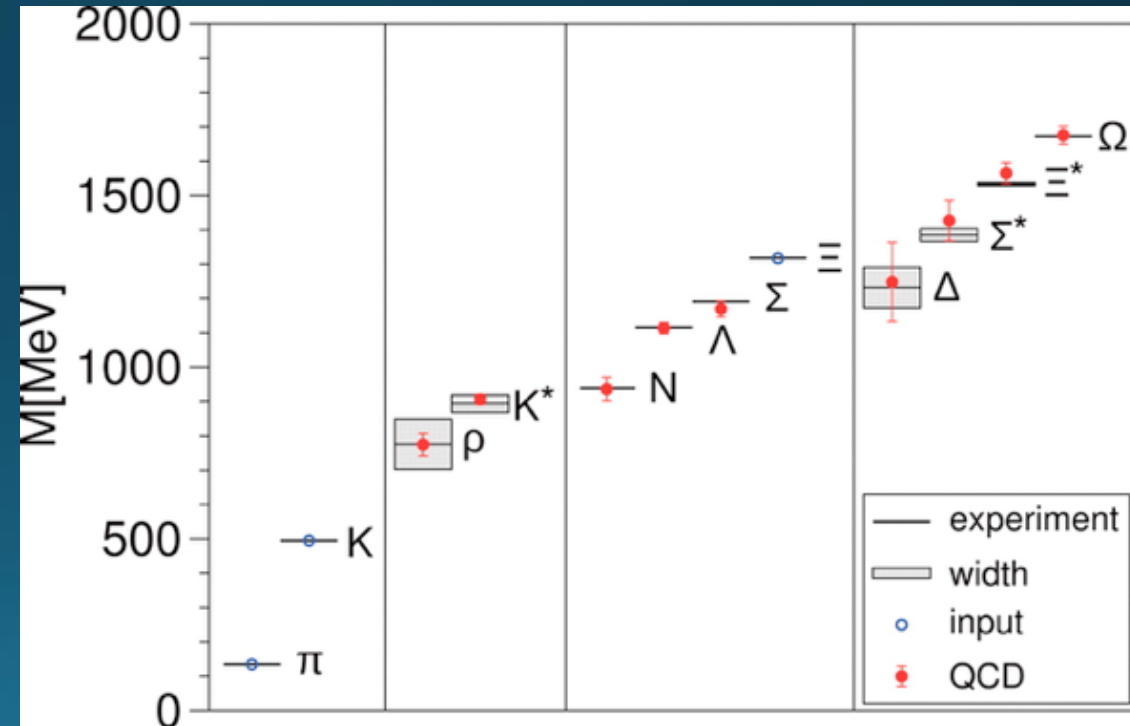 2000
1500
1000
500
0
M[MeV]
π
K
ρ
K*
N
Λ
Σ
Ξ
Δ
Σ*
Ξ*
Ω
experiment
width
input
QCD